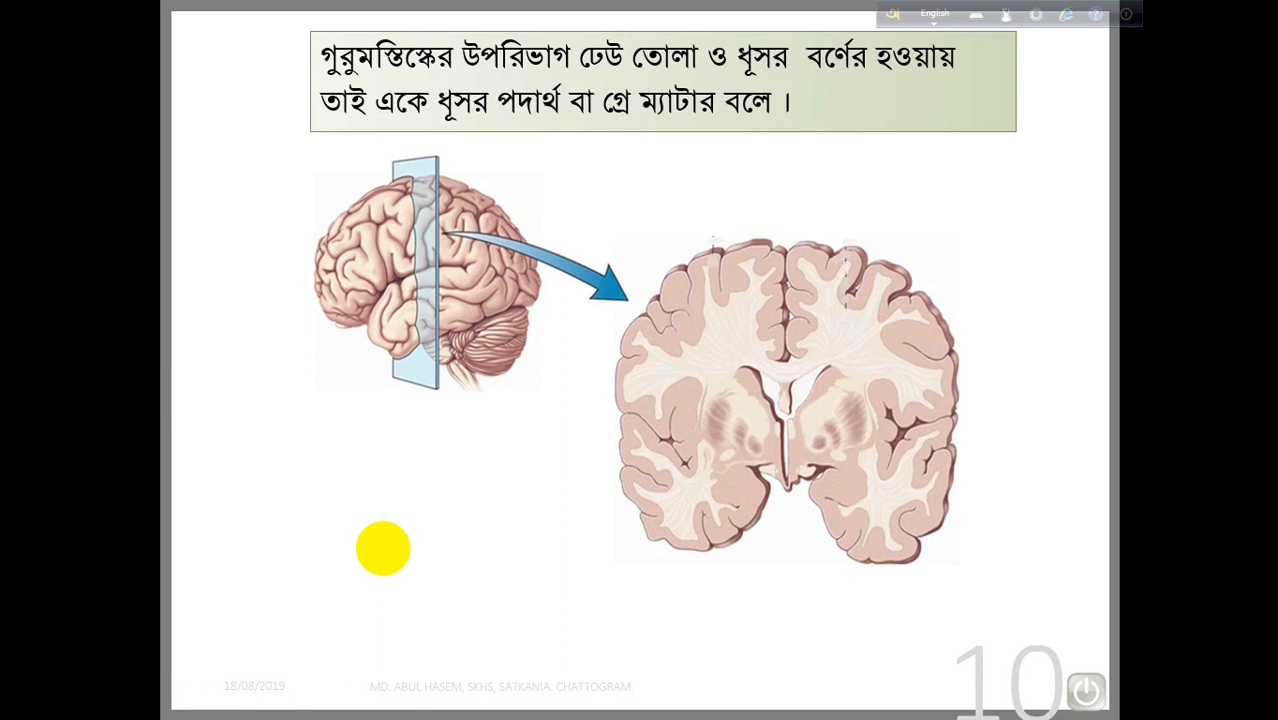 অ English
গুরুমস্তিস্কের উপরিভাগ ঢেউ তোলা ও ধূসর বর্ণের হওয়ায়
তাই একে ধূসর পদার্থ বা গ্রে ম্যাটার বলে ।
18/08/2019 MD. ABUL HASEM, SKHS, SATKANIA. CHATTOGRAM. 10